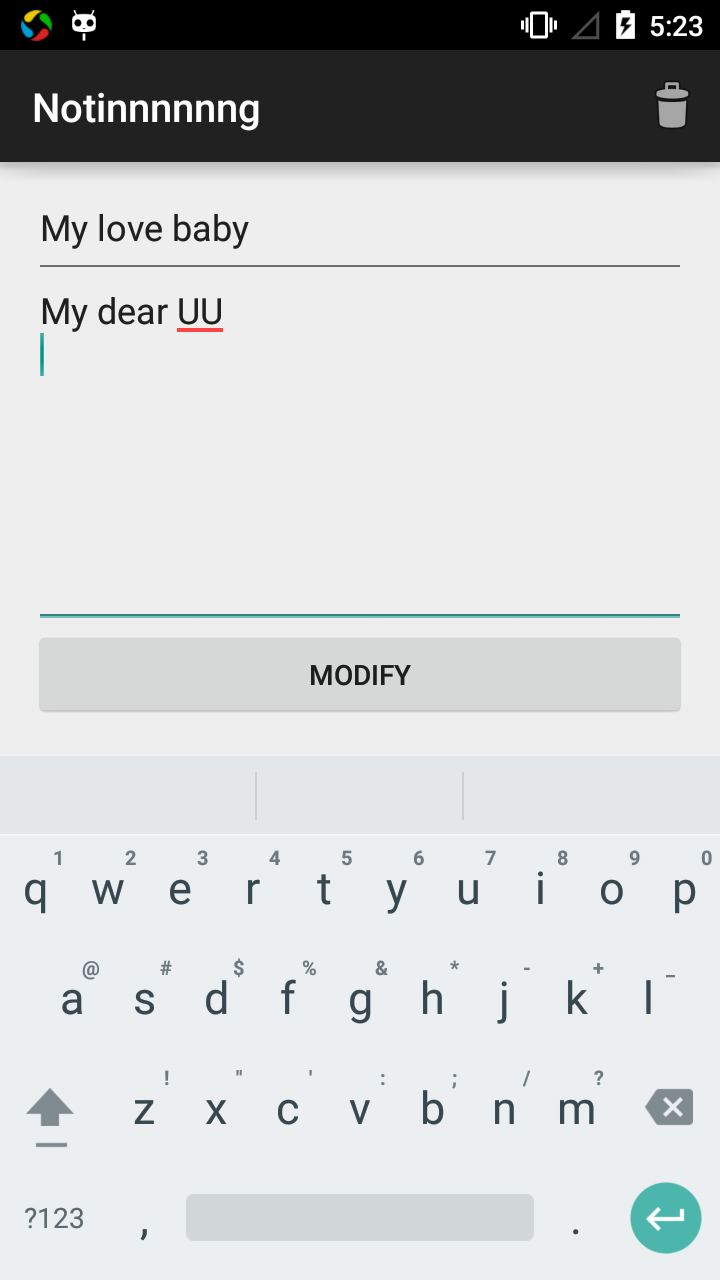 5:23
Notinnnnnng
My love baby
My dear UU
MODIFY
1 2 3 4 5 6 7 8 9 0
q w e r t y u i o p
@ # $ % & * - + _
a s d f g h j k l
! " ' : ; / ?
z x c v b n m
?123 , .